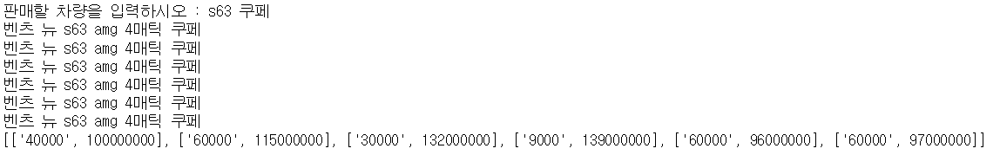 판매할 차량을 입력하시오 : s63 쿠페
벤츠 뉴 s63 amg 4매틱 쿠페
벤츠 뉴 s63 amg 4매틱 쿠페
벤츠 뉴 s63 amg 4매틱 쿠페
벤츠 뉴 s63 amg 4매틱 쿠페
벤츠 뉴 s63 amg 4매틱 쿠페
벤츠 뉴 s63 amg 4매틱 쿠페
[['40000', 100000000], ['60000', 115000000], ['30000', 132000000], ['9000', 139000000], ['60000', 96000000], ['60000', 97000000]]